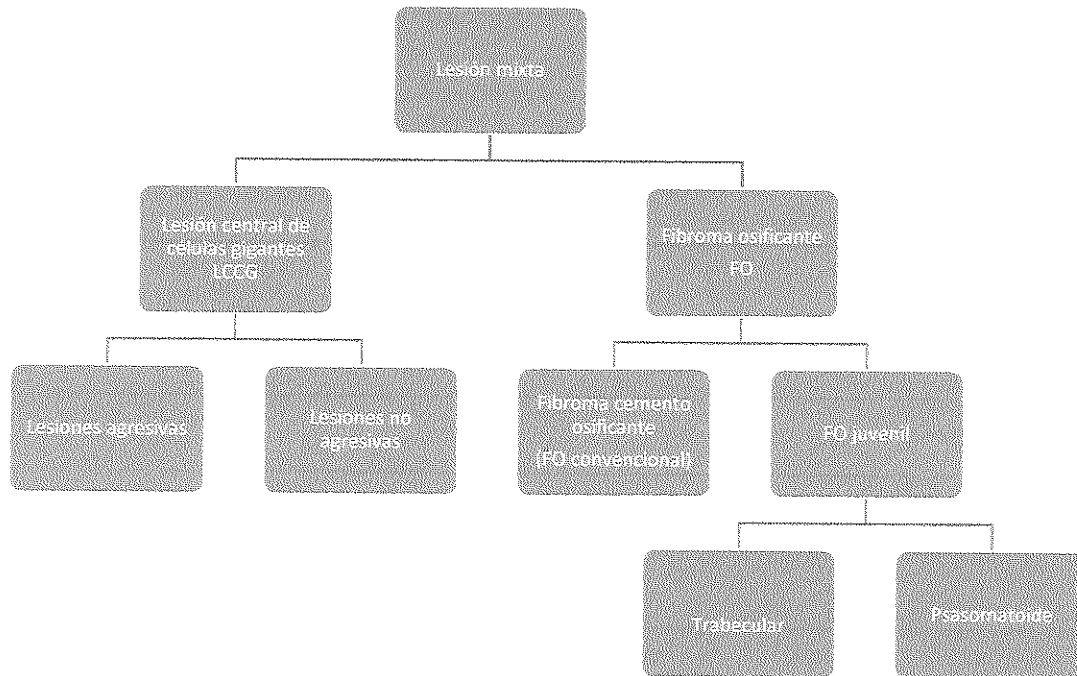 Lesión mixta
Lesión central de
células gigantes
LCCG
Fibroma osificante
FO
Lesiones agresivas
Lesiones no
agresivas
Fibroma cemento
osificante
(FO convencional)
FO juvenil
Trabecular
Psasomatoide